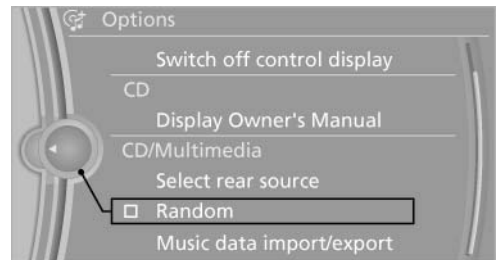 Options
Switch off control display
CD
Display Owner's Manual
CD/Multimedia
Select rear source
Random
Music data import/export